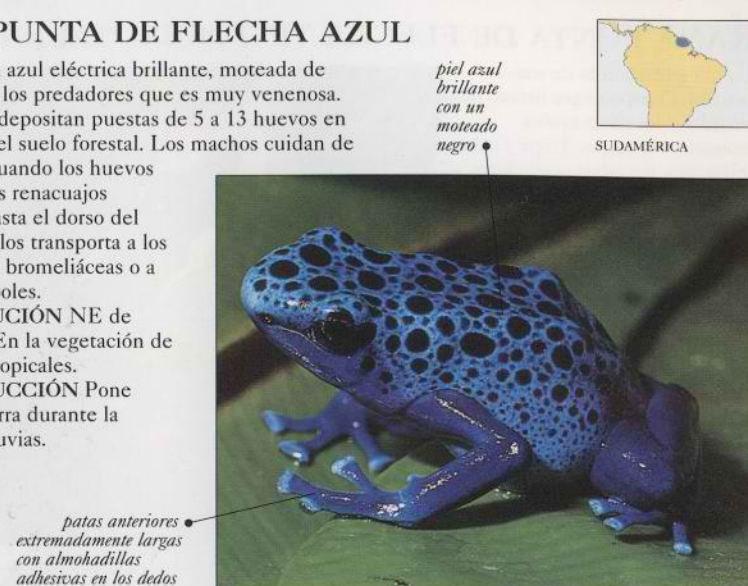 PUNTA DE FLECHA AZUL
azul eléctrica brillante, moteada de
los predadores que es muy venenosa.
depositan puestas de 5 a 13 huevos en
el suelo forestal. Los machos cuidan de
uando los huevos
s renacuajos
sta el dorso del
los transporta a los
bromeliáceas o a
oles.
UCIÓN NE de
En la vegetación de
opicales.
UCCIÓN Pone
rra durante la
uvias.
piel azul
brillante
con un
moteado
negro
SUDAMÉRICA
patas anteriores
extremadamente largas
con almohadillas
adhesivas en los dedos